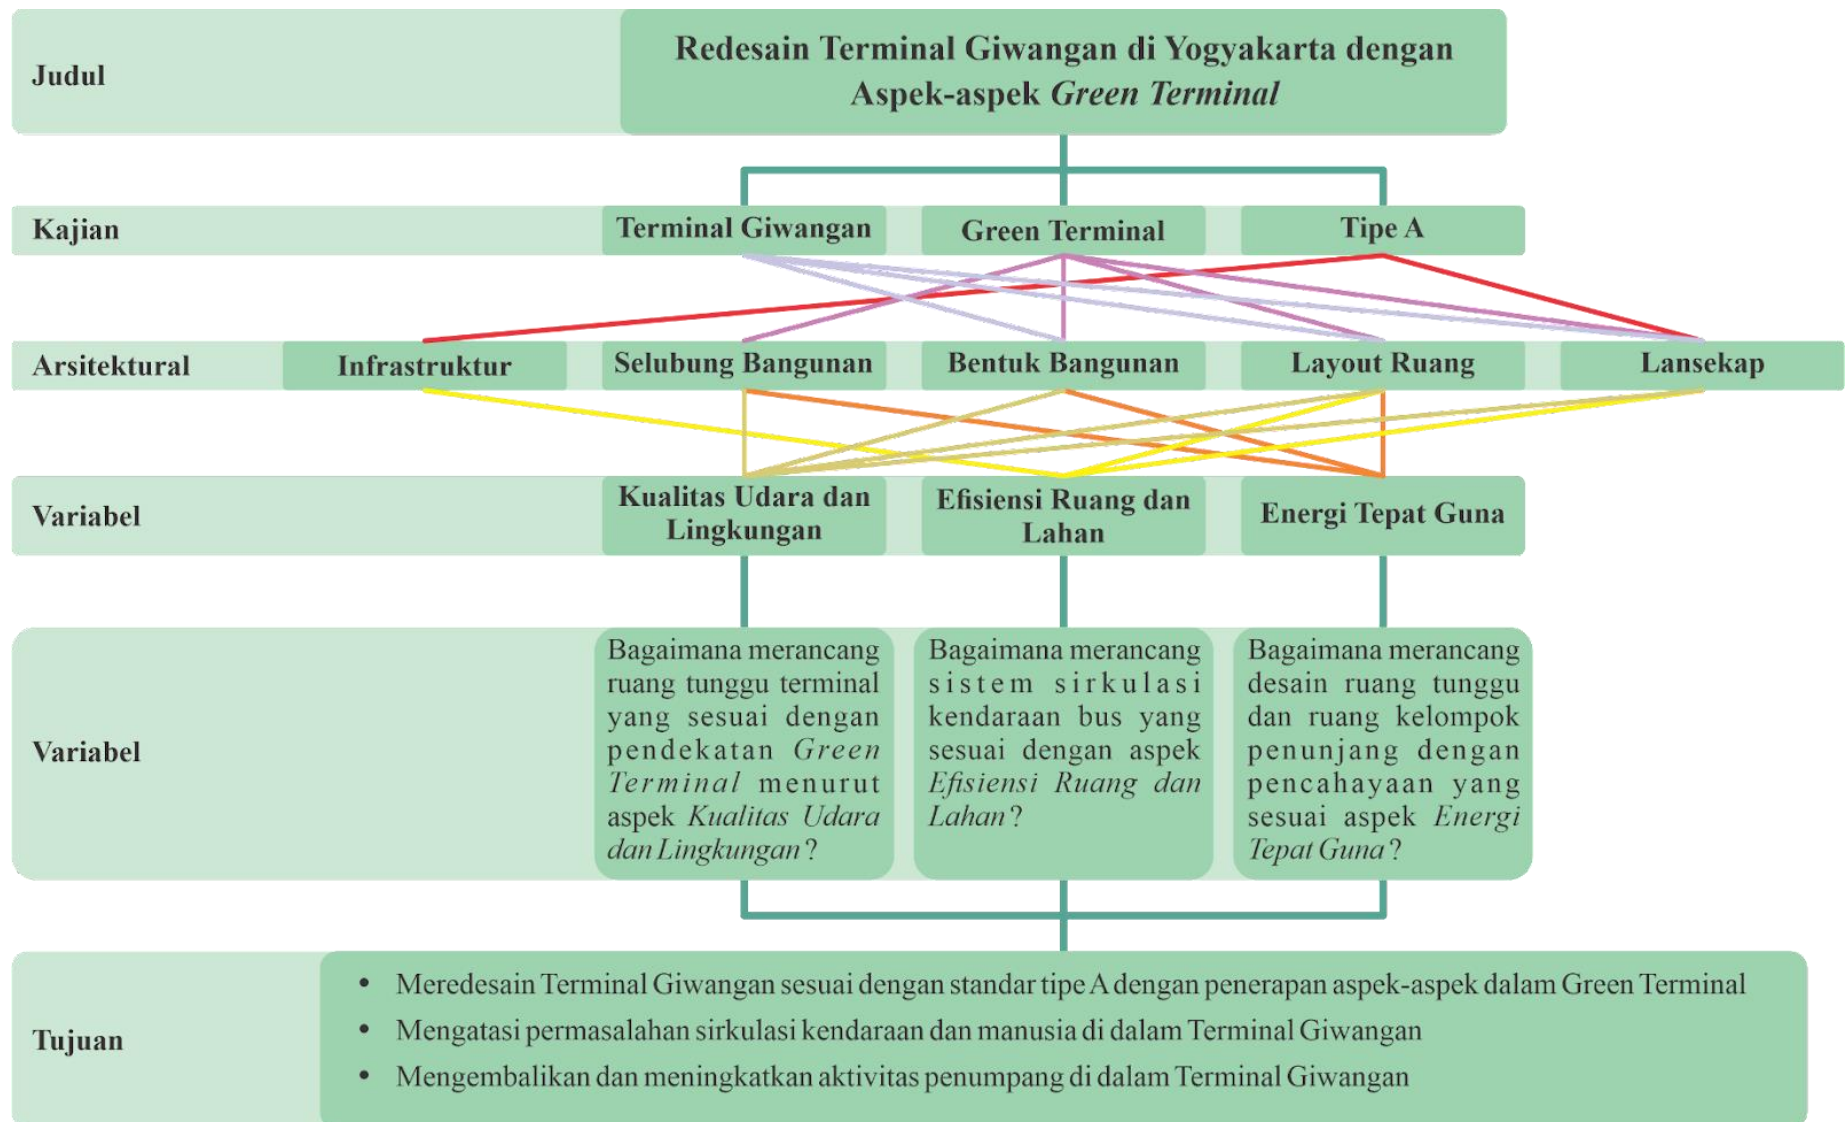 Judul
Redesain Terminal Giwangan di Yogyakarta dengan
Aspek-aspek Green Terminal
Kajian
Terminal Giwangan
Green Terminal
Tipe A
Arsitektural
Infrastruktur
Selubung Bangunan
Bentuk Bangunan
Layout Ruang
Lansekap
Variabel
Kualitas Udara dan
Lingkungan
Efisiensi Ruang dan
Lahan
Energi Tepat Guna
Variabel
Bagaimana merancang
ruang tunggu terminal
yang sesuai dengan
pendekatan Green
Terminal menurut
aspek Kualitas Udara
dan Lingkungan?
Bagaimana merancang
sistem sirkulasi
kendaraan bus yang
sesuai dengan aspek
Efisiensi Ruang dan
Lahan?
Bagaimana merancang
desain ruang tunggu
dan ruang kelompok
penunjang dengan
pencahayaan yang
sesuai aspek Energi
Tepat Guna?
Tujuan
• Meredesain Terminal Giwangan sesuai dengan standar tipe A dengan penerapan aspek-aspek dalam Green Terminal
• Mengatasi permasalahan sirkulasi kendaraan dan manusia di dalam Terminal Giwangan
• Mengembalikan dan meningkatkan aktivitas penumpang di dalam Terminal Giwangan